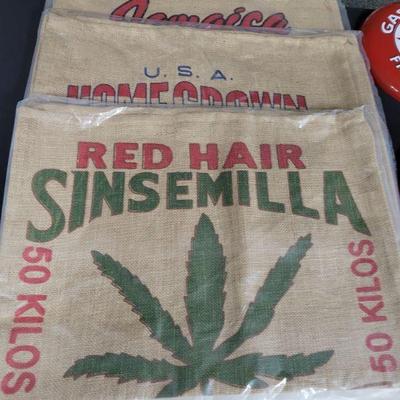 Jamaica
U.S.A.
HOMEGROWN
RED HAIR
SINSEMILLA
50 KILOS
50 KILOS